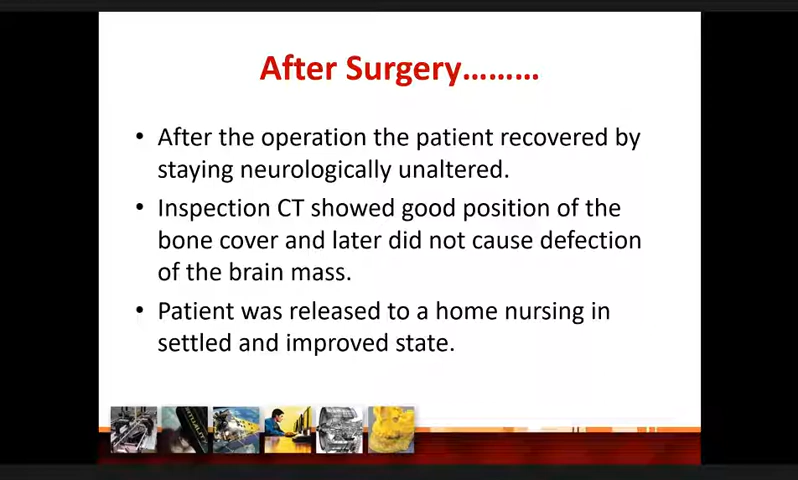 After Surgery.........
• After the operation the patient recovered by
staying neurologically unaltered.
• Inspection CT showed good position of the
bone cover and later did not cause defection
of the brain mass.
• Patient was released to a home nursing in
settled and improved state.